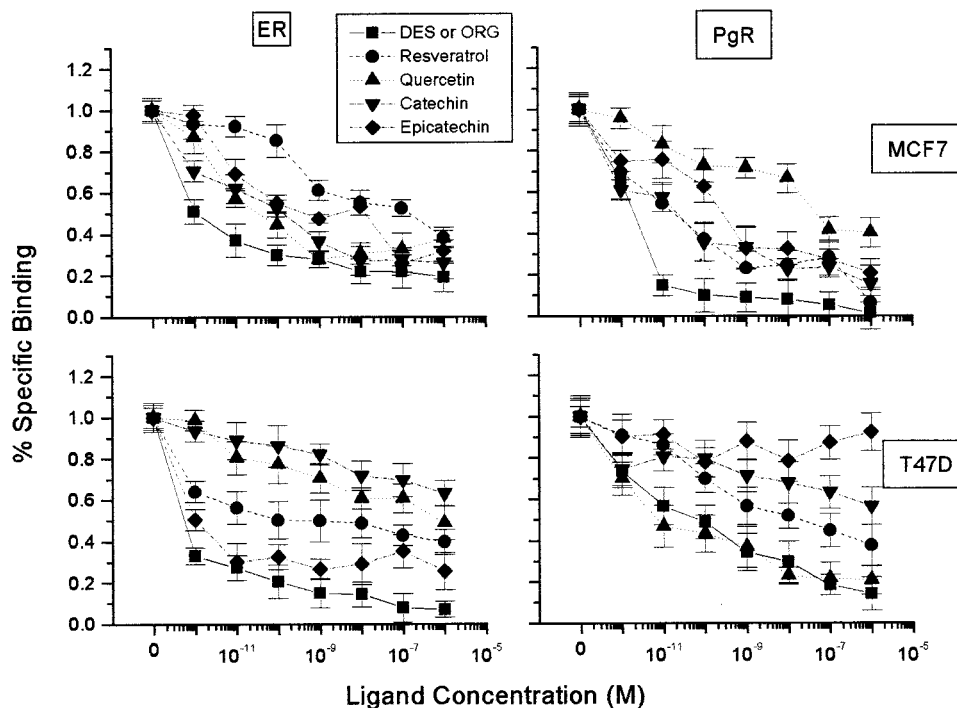 ER
PgR
DES or ORG
Resveratrol
Quercetin
Catechin
Epicatechin
MCF7
T47D
% Specific Binding
1.2
1.0
0.8
0.6
0.4
0.2
0.0
1.2
1.0
0.8
0.6
0.4
0.2
0.0
0 10⁻¹¹ 10⁻⁹ 10⁻⁷ 10⁻⁵
0 10⁻¹¹ 10⁻⁹ 10⁻⁷ 10⁻⁵
Ligand Concentration (M)